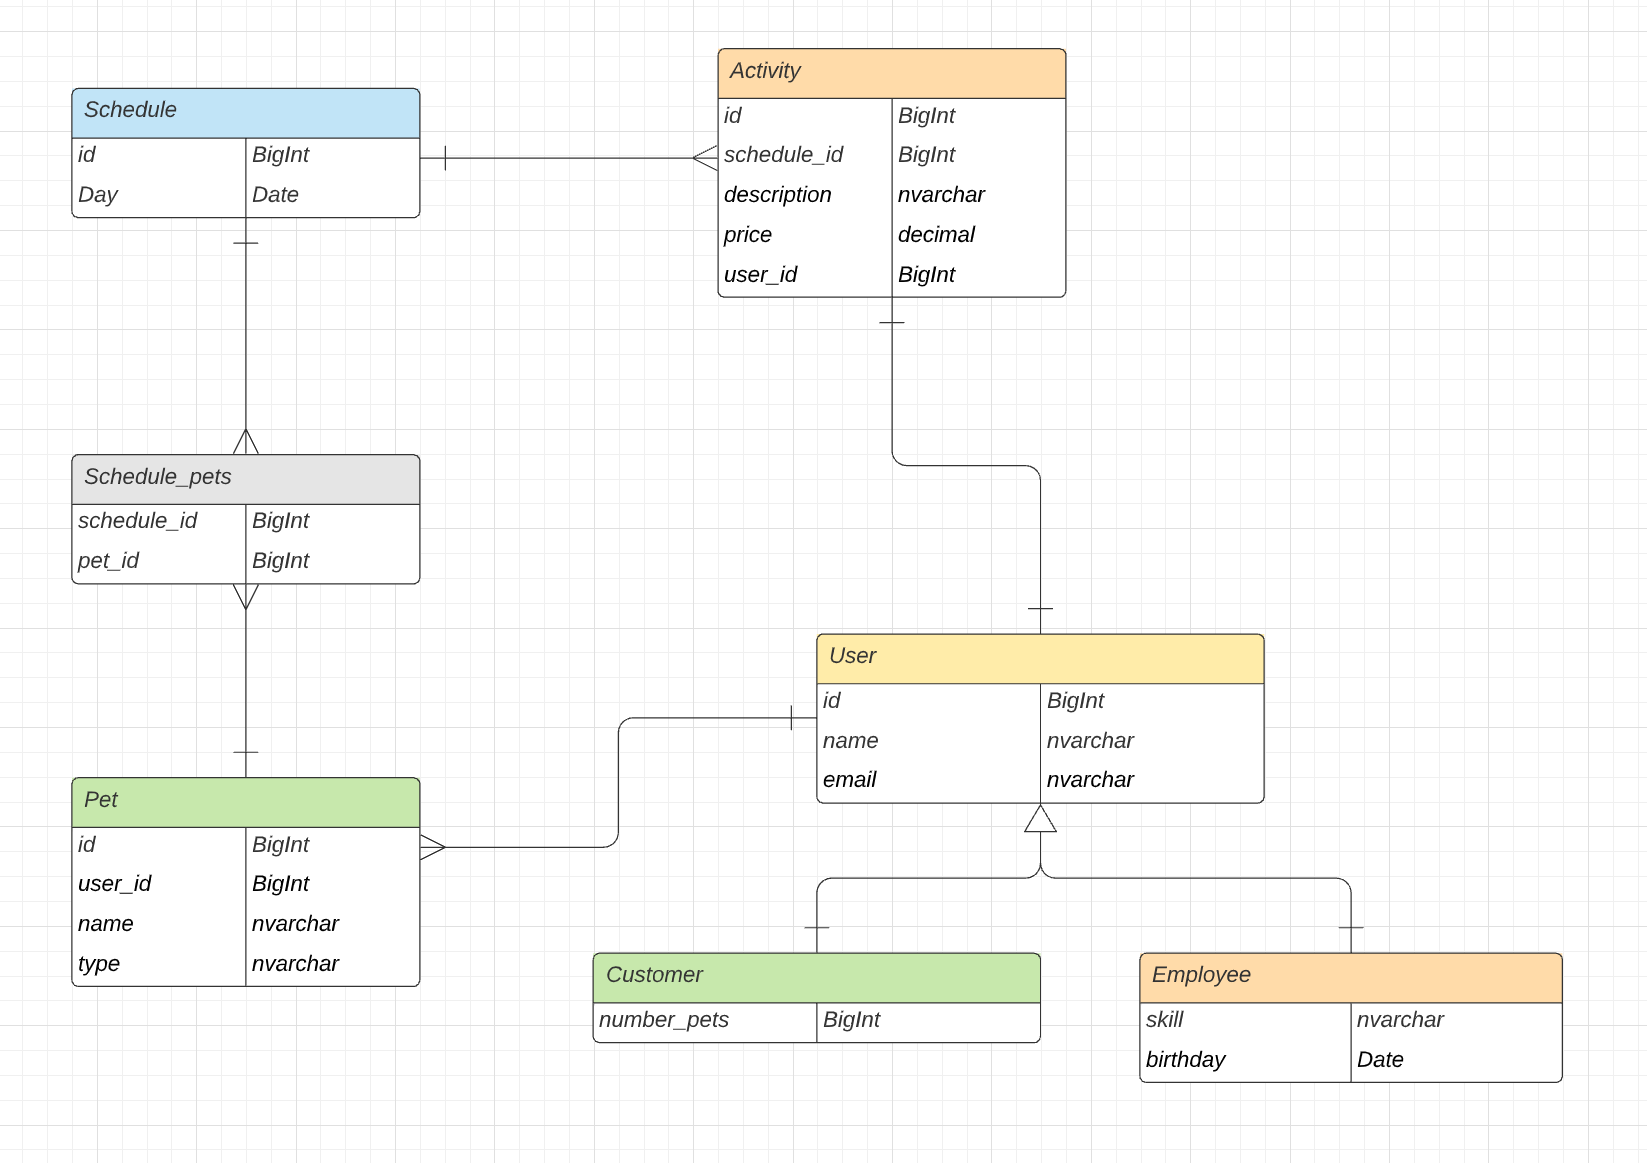 Activity
id BigInt
schedule_id BigInt
description nvarchar
price decimal
user_id BigInt
Schedule
id BigInt
Day Date
Schedule_pets
schedule_id BigInt
pet_id BigInt
User
id BigInt
name nvarchar
email nvarchar
Pet
id BigInt
user_id BigInt
name nvarchar
type nvarchar
Customer
number_pets BigInt
Employee
skill nvarchar
birthday Date